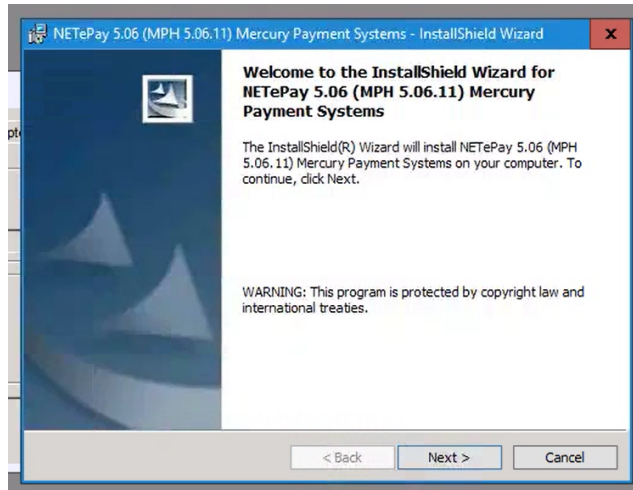 NETePay 5.06 (MPH 5.06.11) Mercury Payment Systems - InstallShield Wizard
x
Welcome to the InstallShield Wizard for
NETePay 5.06 (MPH 5.06.11) Mercury
Payment Systems
The InstallShield(R) Wizard will install NETePay 5.06 (MPH
5.06.11) Mercury Payment Systems on your computer. To
continue, click Next.
WARNING: This program is protected by copyright law and
international treaties.
< Back
Next >
Cancel